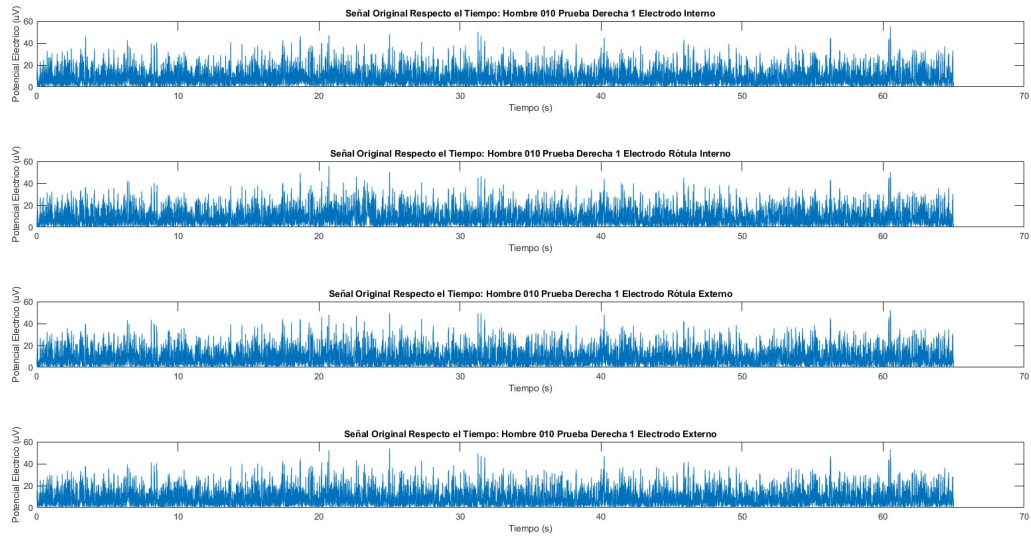 Señal Original Respecto el Tiempo: Hombre 010 Prueba Derecha 1 Electrodo Interno
Potencial Electrico (uV)
60
40
20
0
0 10 20 30 40 50 60 70
Tiempo (s)
Señal Original Respecto el Tiempo: Hombre 010 Prueba Derecha 1 Electrodo Rótula Interno
Potencial Electrico (uV)
60
40
20
0
0 10 20 30 40 50 60 70
Tiempo (s)
Señal Original Respecto el Tiempo: Hombre 010 Prueba Derecha 1 Electrodo Rótula Externo
Potencial Electrico (uV)
60
40
20
0
0 10 20 30 40 50 60 70
Tiempo (s)
Señal Original Respecto el Tiempo: Hombre 010 Prueba Derecha 1 Electrodo Externo
Potencial Electrico (uV)
60
40
20
0
0 10 20 30 40 50 60 70
Tiempo (s)